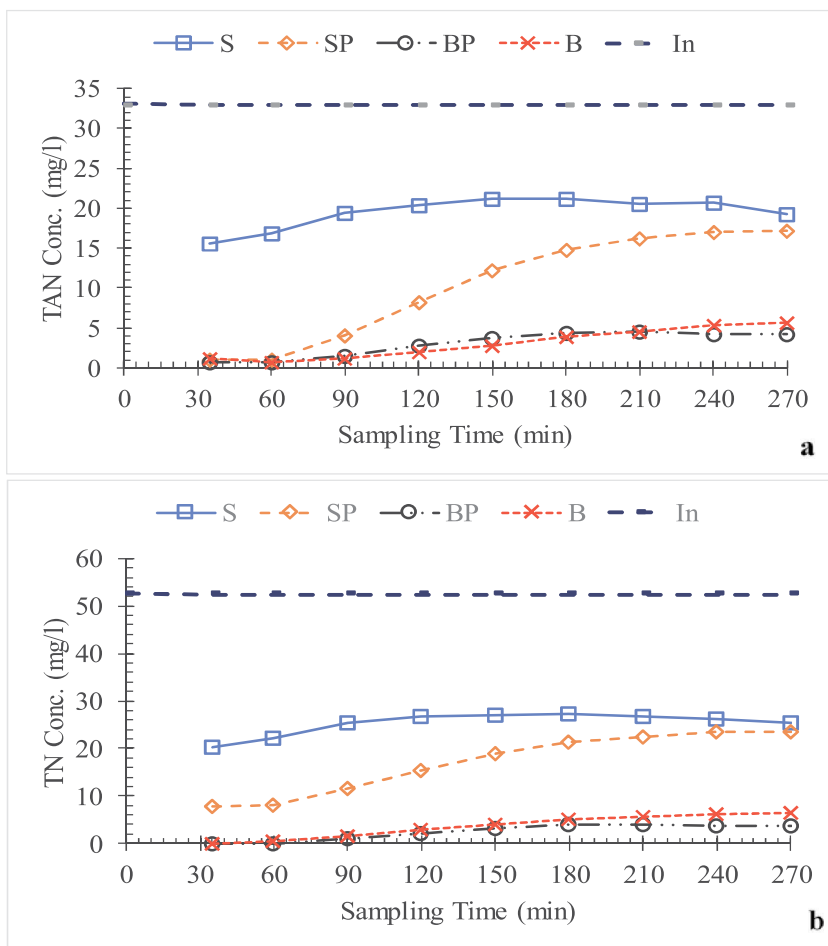 S SP BP B In
35
30
25
20
15
10
5
0
TAN Conc. (mg/l)
0 30 60 90 120 150 180 210 240 270
Sampling Time (min)
a
S SP BP B In
60
50
40
30
20
10
0
TN Conc. (mg/l)
0 30 60 90 120 150 180 210 240 270
Sampling Time (min)
b